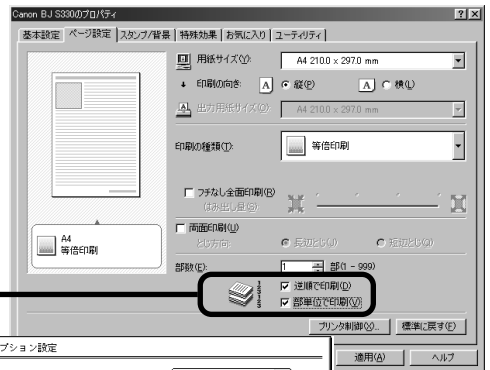 Canon BJ S330のプロパティ
基本設定 ページ設定 スタンプ/背景 特殊効果 お気に入り ユーティリティ
用紙サイズ(Z): A4 210.0 x 297.0 mm
印刷の向き: A 縦(P) A 横(L)
出力用紙サイズ(O): A4 210.0 x 297.0 mm
印刷の種類(T): 等倍印刷
フチなし全面印刷(R)
はみ出し量(G):
A4
等倍印刷
両面印刷(U)
とじ方向: 長辺とじ(J) 短辺とじ(Q)
部数(E): 1 部(1 - 999)
逆順で印刷(D)
部単位で印刷(V)
プリンタ制御(X)... 標準に戻す(F)
プション設定
適用(A) ヘルプ